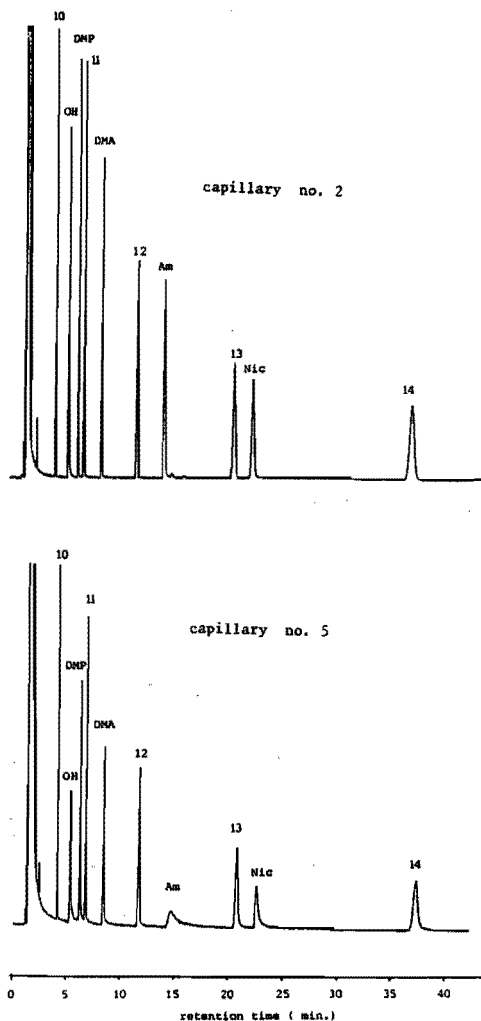 10
DMP
11
OH
DMA
capillary no. 2
12
Am
13
Nic
14
10
11
capillary no. 5
DMP
DMA
12
OH
13
Am
Nic
14
0 5 10 15 20 25 30 35 40
retention time ( min.)